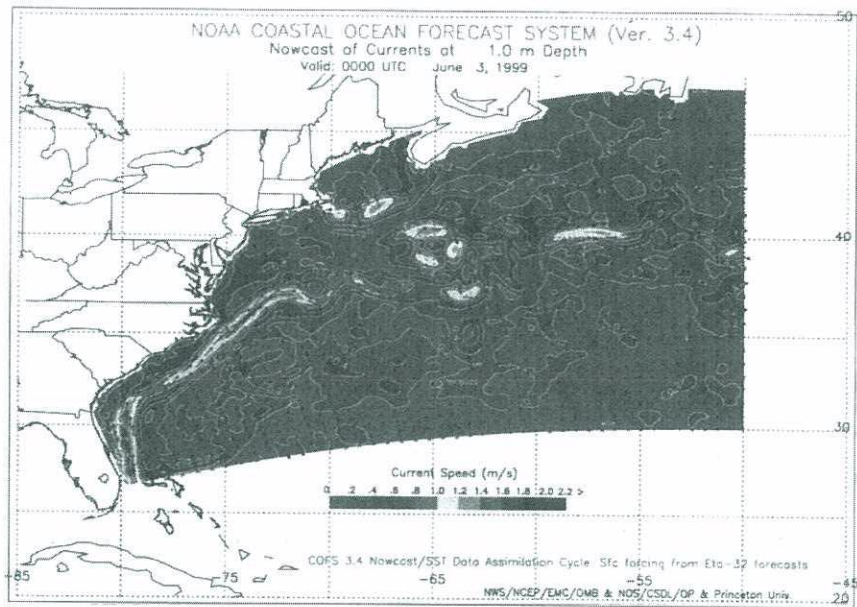 NOAA COASTAL OCEAN FORECAST SYSTEM (Ver. 3.4)
Nowcast of Currents at 1.0 m Depth
Valid: 0000 UTC June 3, 1999
50
40
30
Current Speed (m/s)
0 .2 .4 .6 .8 1.0 1.2 1.4 1.6 1.8 2.0 2.2 >
COFS 3.4 Nowcast/SST Data Assimilation Cycle Sfc forcing from Eta-32 forecasts
-85 -75 -65 -55 -45
20
NWS/NCEP/EMC/OMB & NOS/CSDL/OP & Princeton Univ.